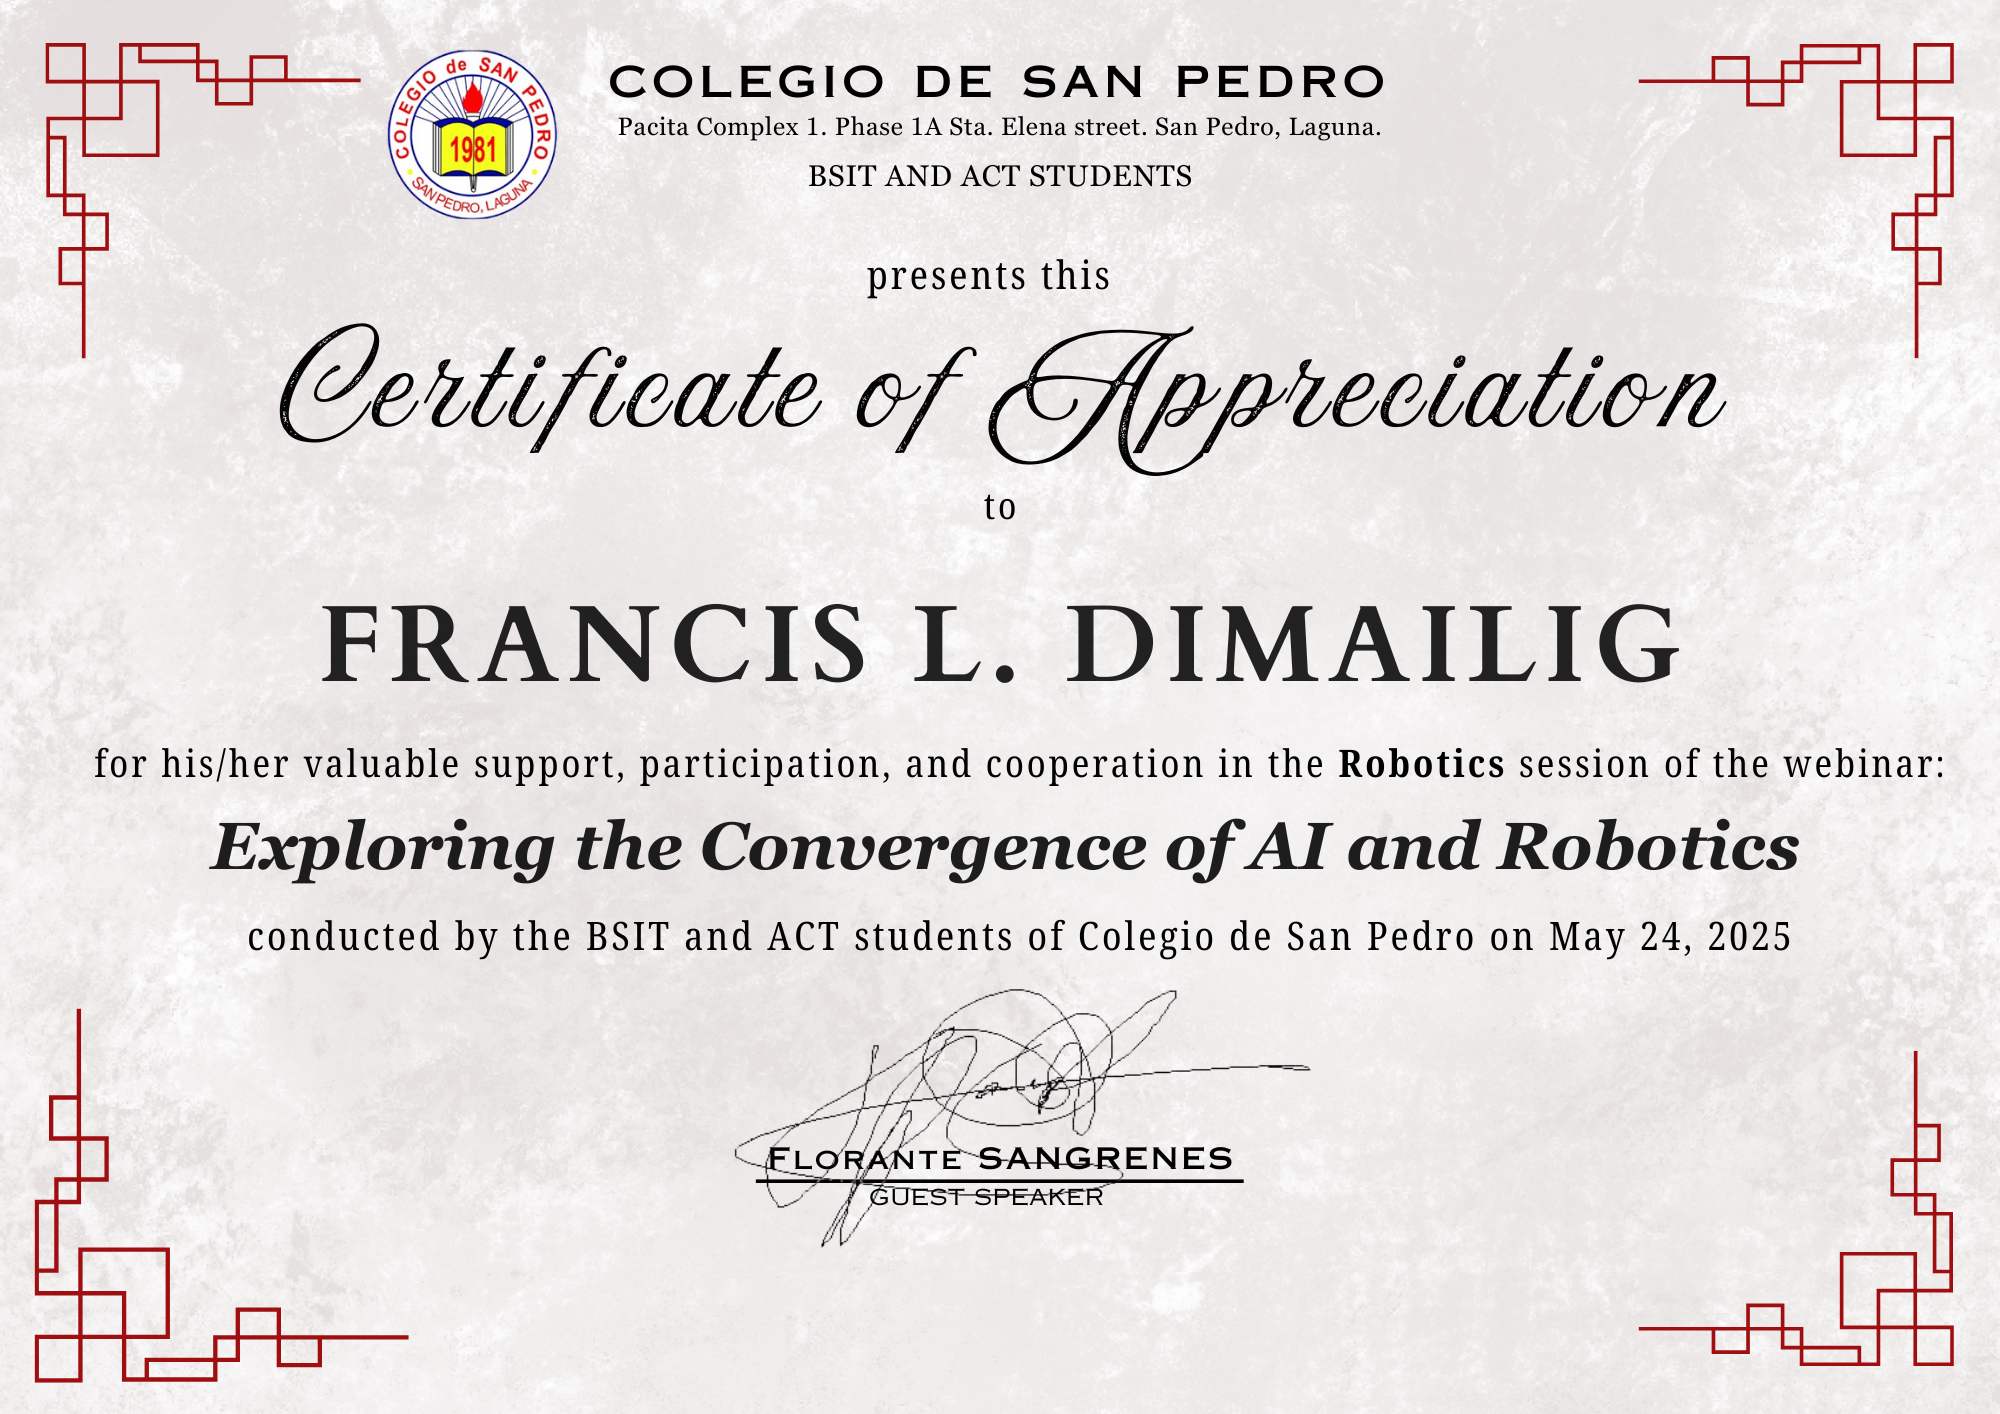 COLEGIO de SAN PEDRO
1981
SAN PEDRO, LAGUNA
COLEGIO DE SAN PEDRO
Pacita Complex 1. Phase 1A Sta. Elena street. San Pedro, Laguna.
BSIT AND ACT STUDENTS
presents this
Certificate of Appreciation
to
FRANCIS L. DIMAILIG
for his/her valuable support, participation, and cooperation in the Robotics session of the webinar:
Exploring the Convergence of AI and Robotics
conducted by the BSIT and ACT students of Colegio de San Pedro on May 24, 2025
FLORANTE SANGRENES
GUEST SPEAKER